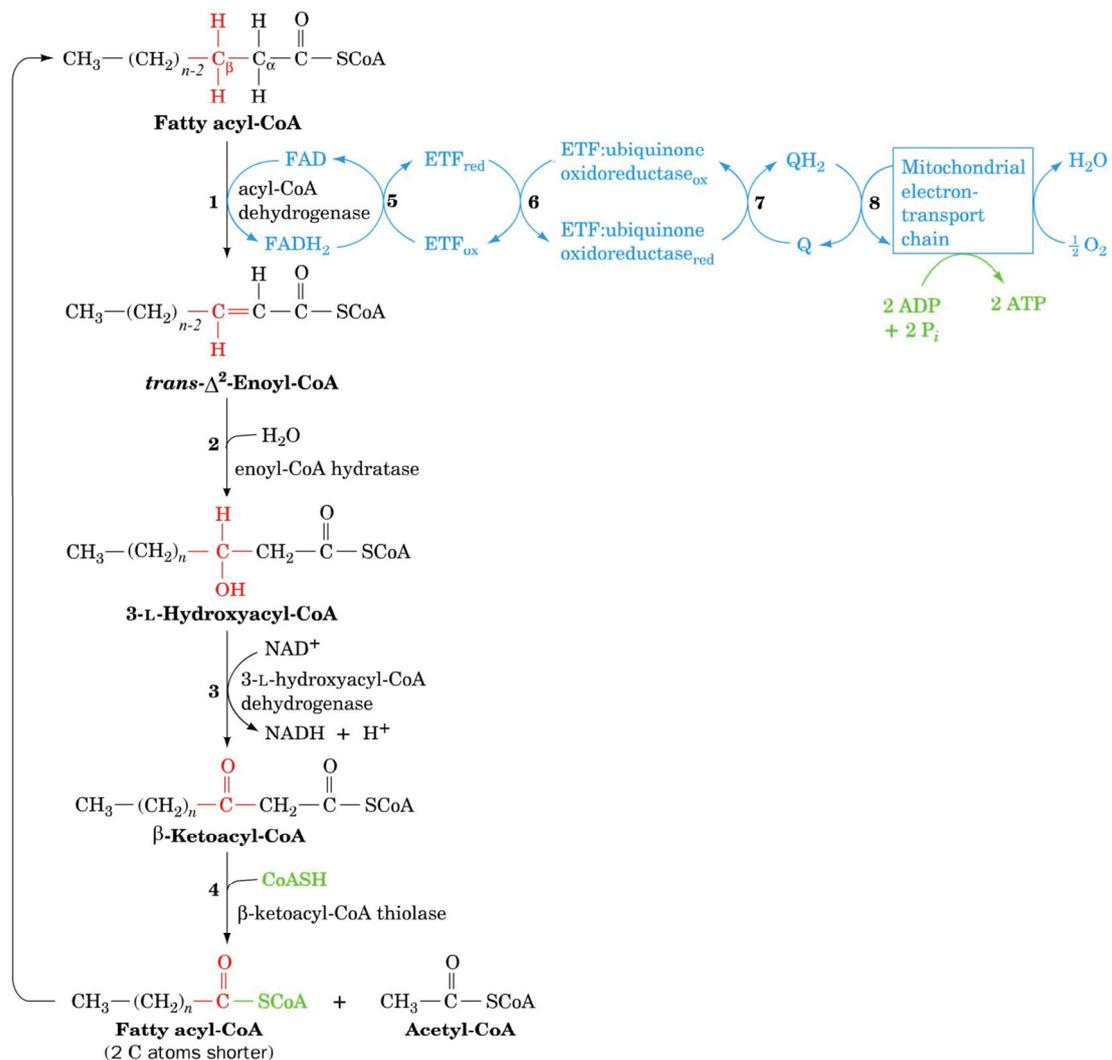 H H O
CH₃—(CH₂)n-2—Cβ—Cα—C—SCoA
H H
Fatty acyl-CoA
1
FAD
acyl-CoA
dehydrogenase
FADH₂
5
ETFred
ETFox
6
ETF:ubiquinone
oxidoreductaseox
ETF:ubiquinone
oxidoreductasered
7
QH₂
Q
8
Mitochondrial
electron-
transport
chain
H₂O
½ O₂
2 ADP
+ 2 Pi
2 ATP
H O
CH₃—(CH₂)n-2—C=C—C—SCoA
H
trans-Δ²-Enoyl-CoA
2
H₂O
enoyl-CoA hydratase
H O
CH₃—(CH₂)n—C—CH₂—C—SCoA
OH
3-L-Hydroxyacyl-CoA
NAD⁺
3
3-L-hydroxyacyl-CoA
dehydrogenase
NADH + H⁺
O O
CH₃—(CH₂)n—C—CH₂—C—SCoA
β-Ketoacyl-CoA
4
CoASH
β-ketoacyl-CoA thiolase
O O
CH₃—(CH₂)n—C—SCoA + CH₃—C—SCoA
Fatty acyl-CoA Acetyl-CoA
(2 C atoms shorter)